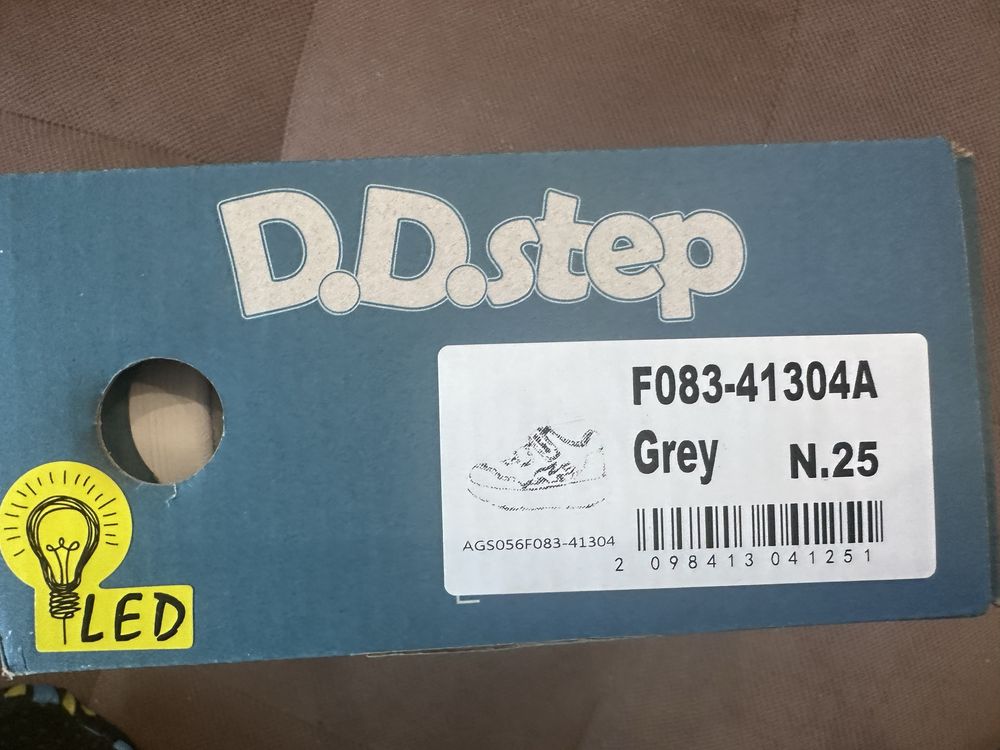 D.D.step
F083-41304A
Grey N.25
AGS056F083-41304
2 098413 041251
LED